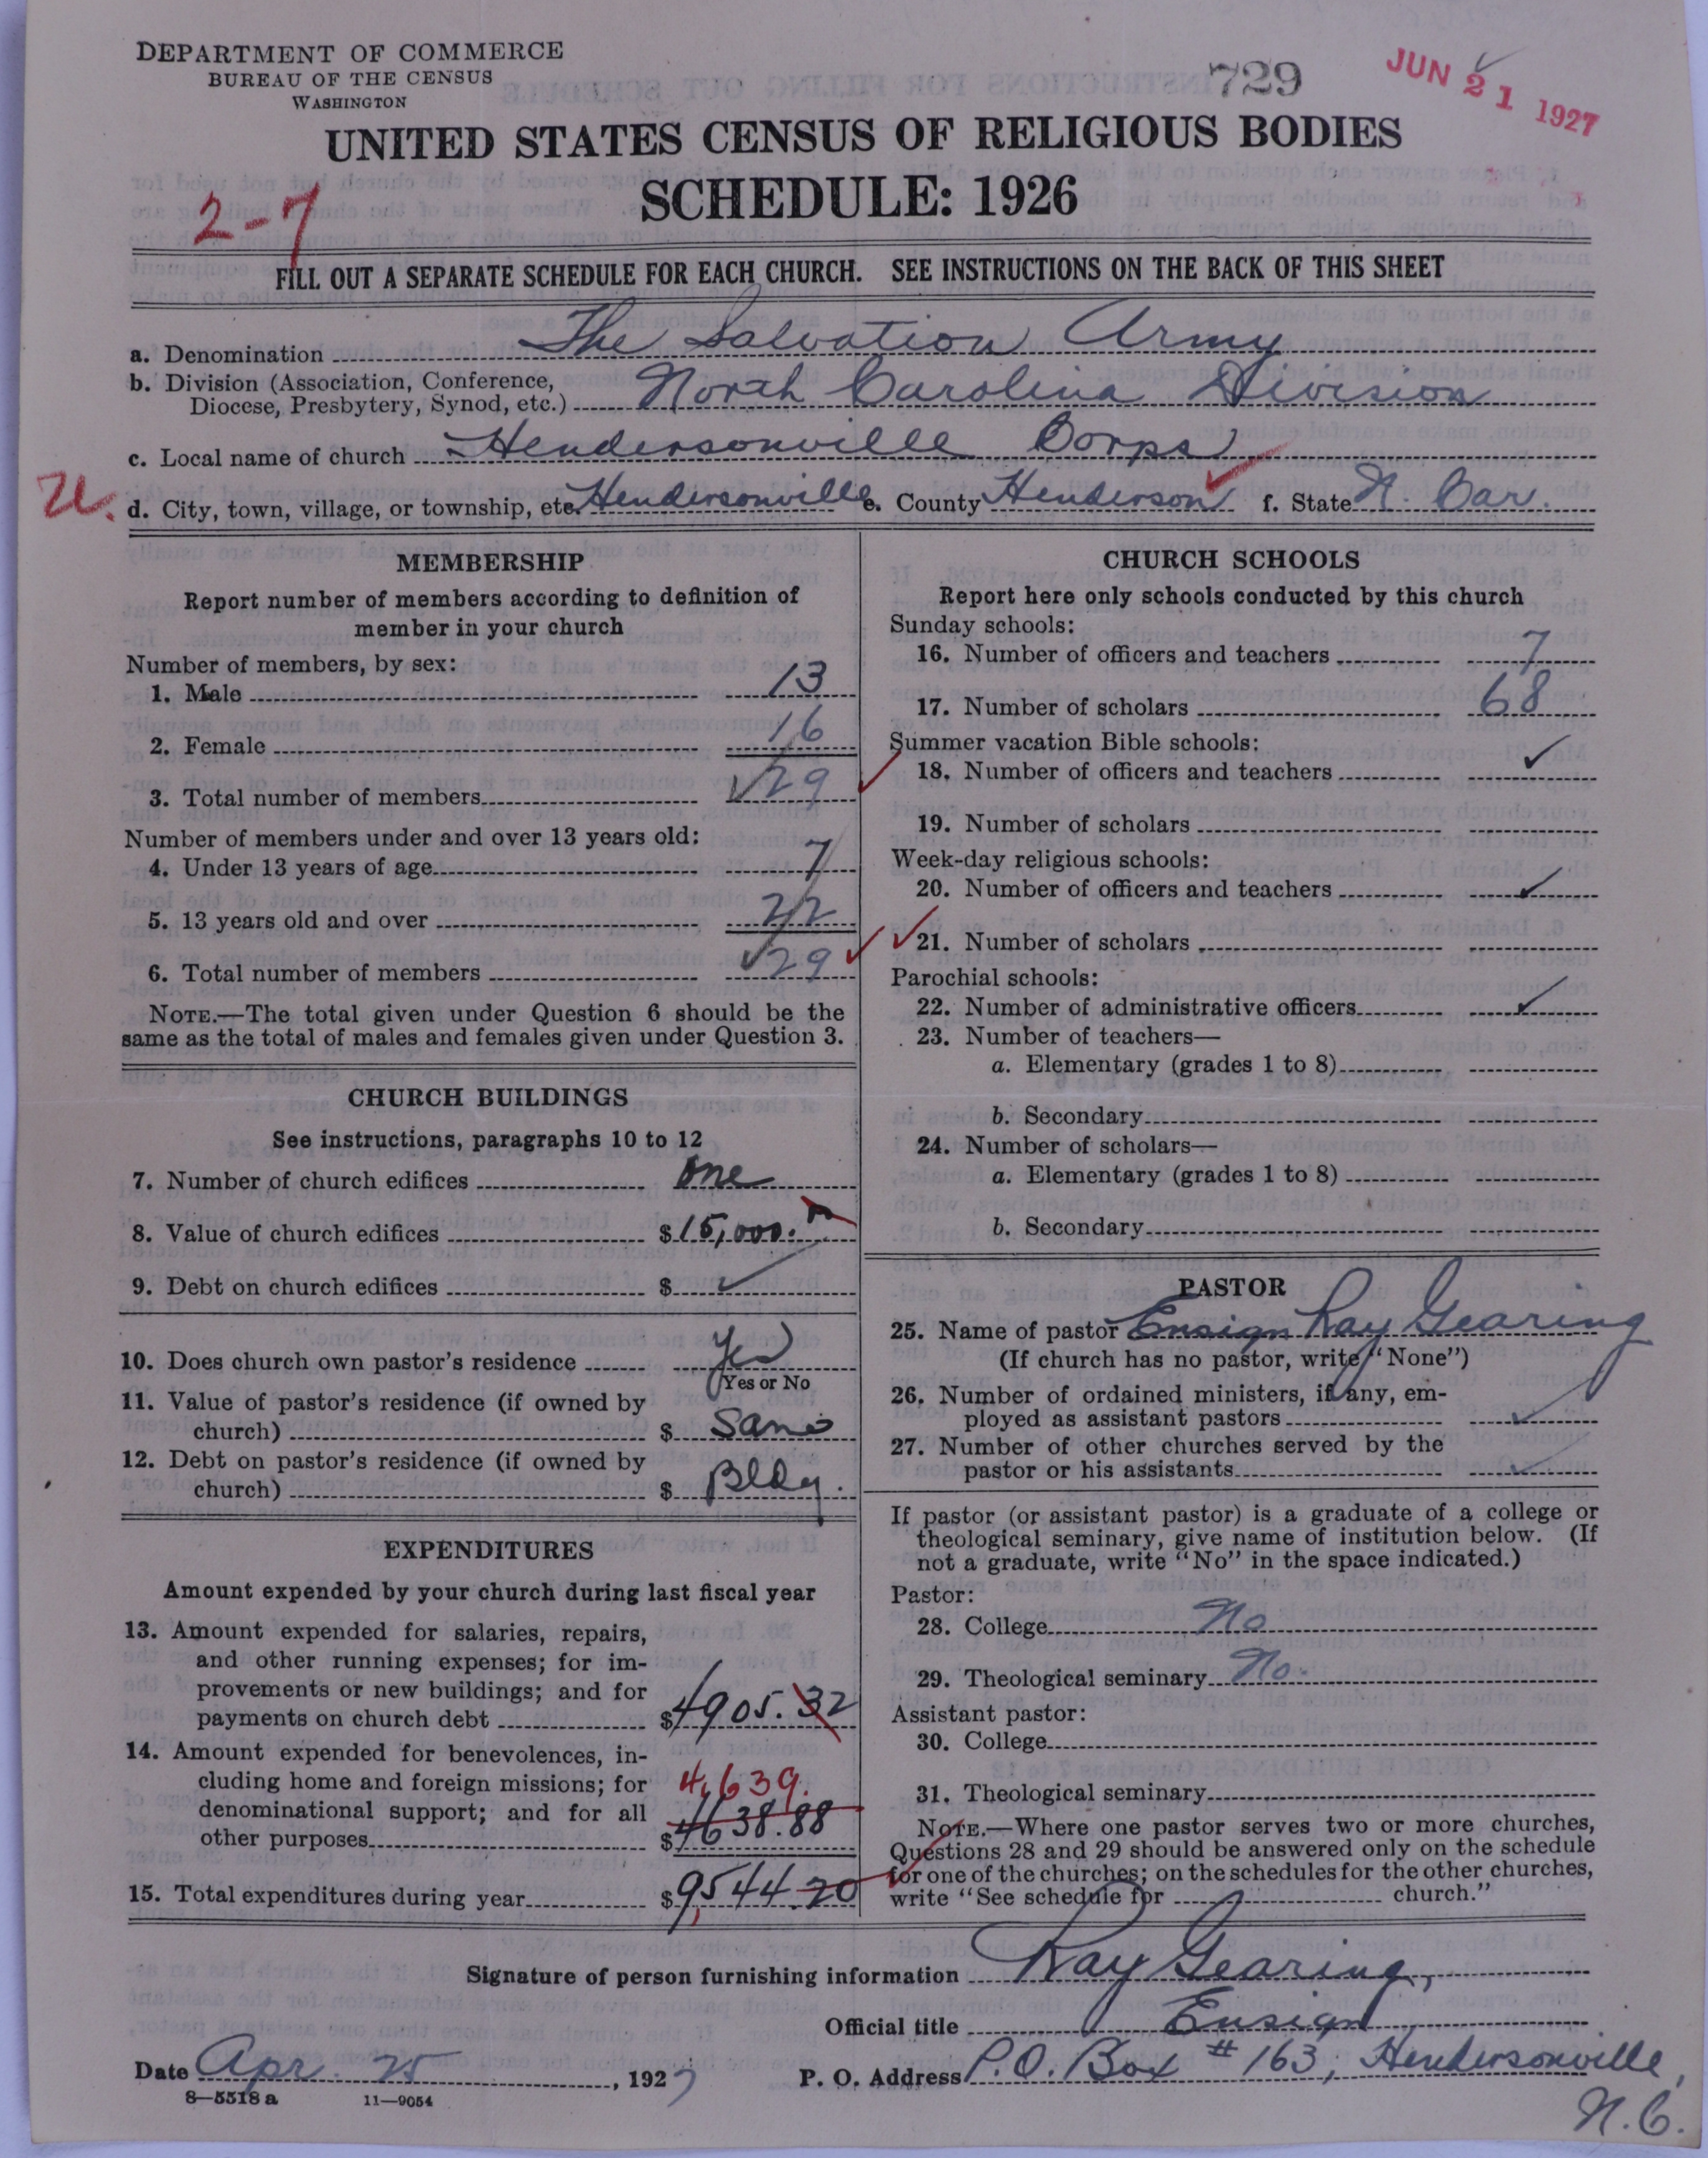 DEPARTMENT OF COMMERCE
BUREAU OF THE CENSUS
WASHINGTON
729
JUN 21 1927
UNITED STATES CENSUS OF RELIGIOUS BODIES
SCHEDULE: 1926
2-7
FILL OUT A SEPARATE SCHEDULE FOR EACH CHURCH. SEE INSTRUCTIONS ON THE BACK OF THIS SHEET
a. Denomination The Salvation Army
b. Division (Association, Conference,
Diocese, Presbytery, Synod, etc.) North Carolina Division
c. Local name of church Hendersonville Corps
U. d. City, town, village, or township, etc. Hendersonville e. County Henderson f. State N. Car.
MEMBERSHIP
Report number of members according to definition of
member in your church
Number of members, by sex:
1. Male 13
2. Female 16
3. Total number of members 29
Number of members under and over 13 years old:
4. Under 13 years of age 7
5. 13 years old and over 22
6. Total number of members 29
NOTE.—The total given under Question 6 should be the
same as the total of males and females given under Question 3.
CHURCH BUILDINGS
See instructions, paragraphs 10 to 12
7. Number of church edifices one
8. Value of church edifices $15,000.
9. Debt on church edifices $ ✓
10. Does church own pastor's residence Yes
Yes or No
11. Value of pastor's residence (if owned by
church) $ Same
12. Debt on pastor's residence (if owned by
church) $ Bldg.
EXPENDITURES
Amount expended by your church during last fiscal year
13. Amount expended for salaries, repairs,
and other running expenses; for im-
provements or new buildings; and for
payments on church debt $4905.32
14. Amount expended for benevolences, in-
cluding home and foreign missions; for 4,639.
denominational support; and for all
other purposes $4638.88
15. Total expenditures during year $9544.20
CHURCH SCHOOLS
Report here only schools conducted by this church
Sunday schools:
16. Number of officers and teachers 7
17. Number of scholars 68
Summer vacation Bible schools:
18. Number of officers and teachers ✓
19. Number of scholars
Week-day religious schools:
20. Number of officers and teachers ✓
21. Number of scholars
Parochial schools:
22. Number of administrative officers ✓
23. Number of teachers—
a. Elementary (grades 1 to 8)
b. Secondary
24. Number of scholars—
a. Elementary (grades 1 to 8)
b. Secondary
PASTOR
25. Name of pastor Ensign Ray Gearing
(If church has no pastor, write "None")
26. Number of ordained ministers, if any, em-
ployed as assistant pastors ✓
27. Number of other churches served by the
pastor or his assistants ✓
If pastor (or assistant pastor) is a graduate of a college or
theological seminary, give name of institution below. (If
not a graduate, write "No" in the space indicated.)
Pastor:
28. College No
29. Theological seminary No.
Assistant pastor:
30. College
31. Theological seminary
NOTE.—Where one pastor serves two or more churches,
Questions 28 and 29 should be answered only on the schedule
for one of the churches; on the schedules for the other churches,
write "See schedule for church."
Signature of person furnishing information Ray Gearing,
Official title Ensign
Date Apr. 25, 1927 P. O. Address P.O. Box #163, Hendersonville,
N.C.
8—5518 a 11—9054